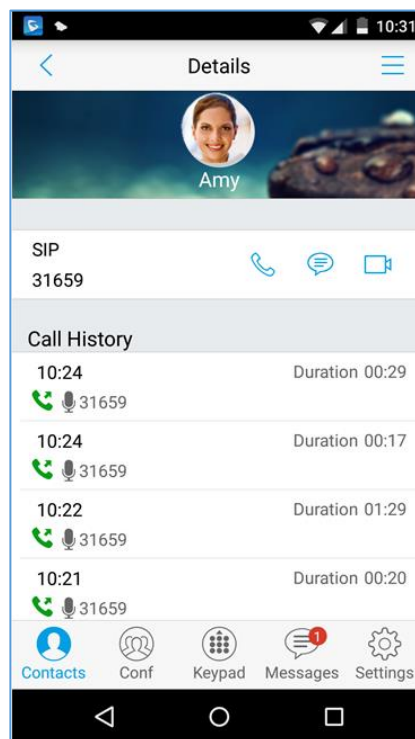 10:31
Details
Amy
SIP
31659
Call History
10:24 Duration 00:29
31659
10:24 Duration 00:17
31659
10:22 Duration 01:29
31659
10:21 Duration 00:20
31659
1
Contacts Conf Keypad Messages Settings